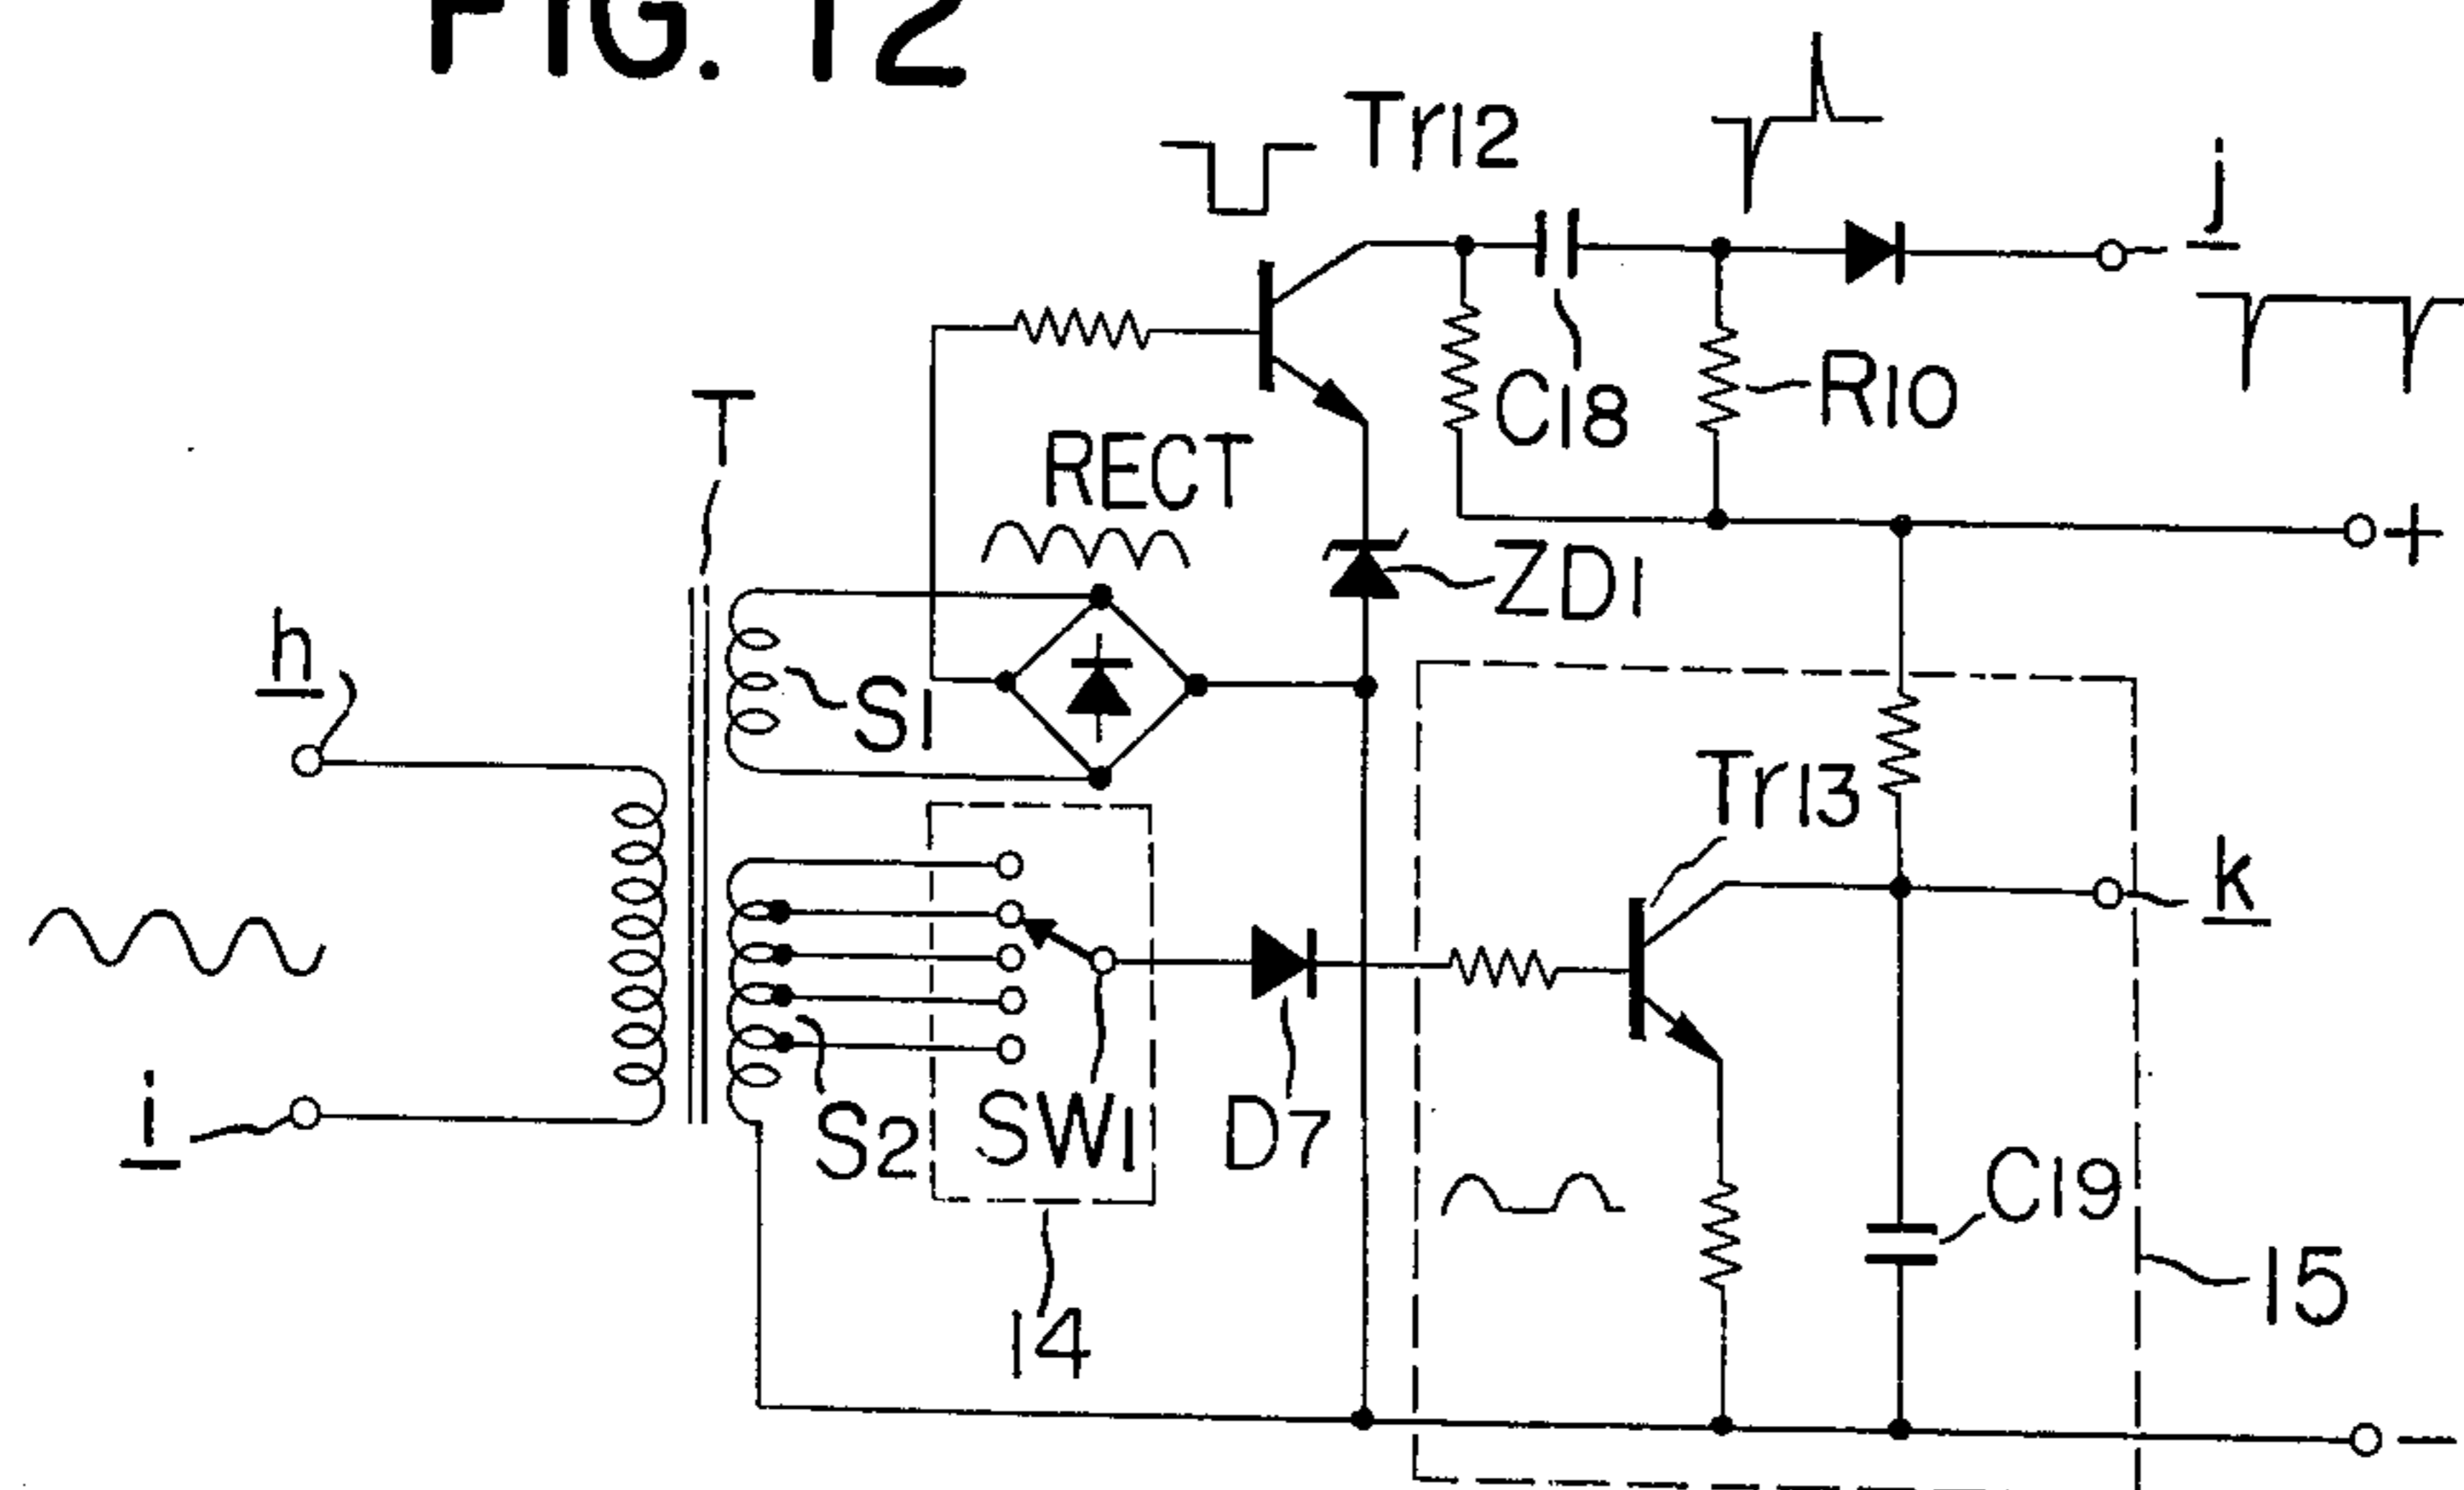 FIG. 12
Tr12
j
C18
R10
T
RECT
+
ZD1
h
S1
Tr13
k
i
S2
SW1
D7
C19
15
14
−